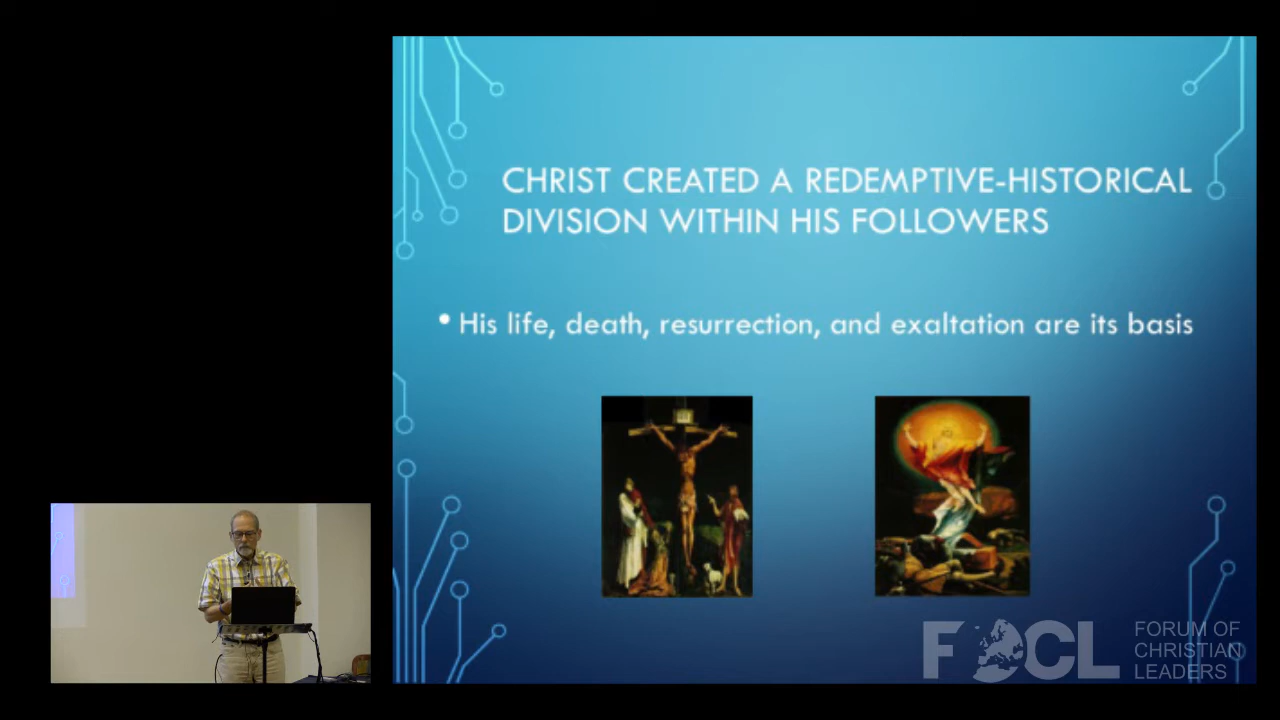 CHRIST CREATED A REDEMPTIVE-HISTORICAL
DIVISION WITHIN HIS FOLLOWERS
• His life, death, resurrection, and exaltation are its basis
FOCL
FORUM OF
CHRISTIAN
LEADERS